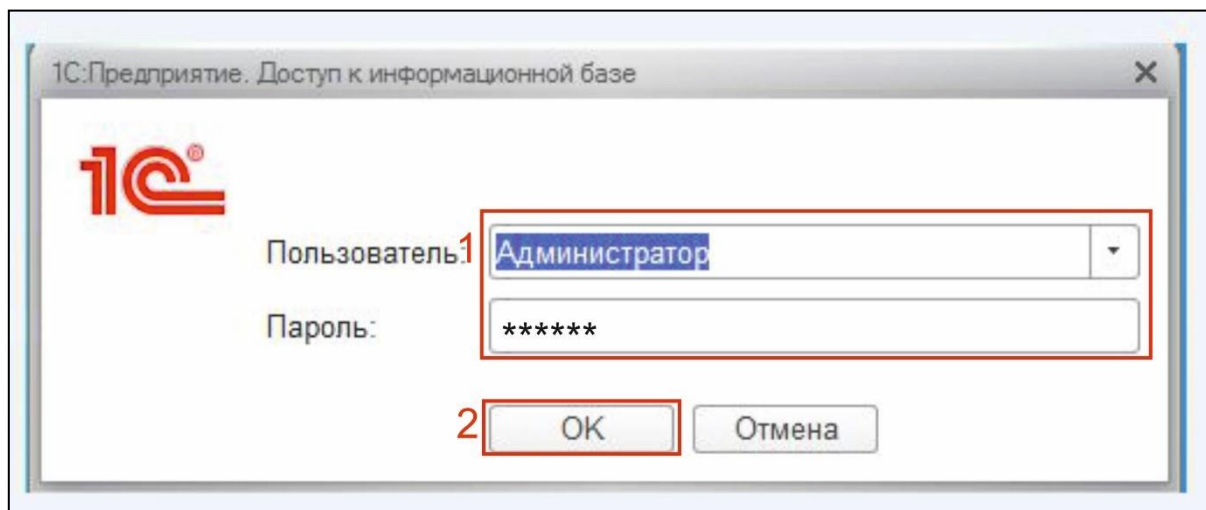 1С:Предприятие. Доступ к информационной базе
1С®
1
Пользователь:
Администратор
Пароль:
******
2
OK
Отмена